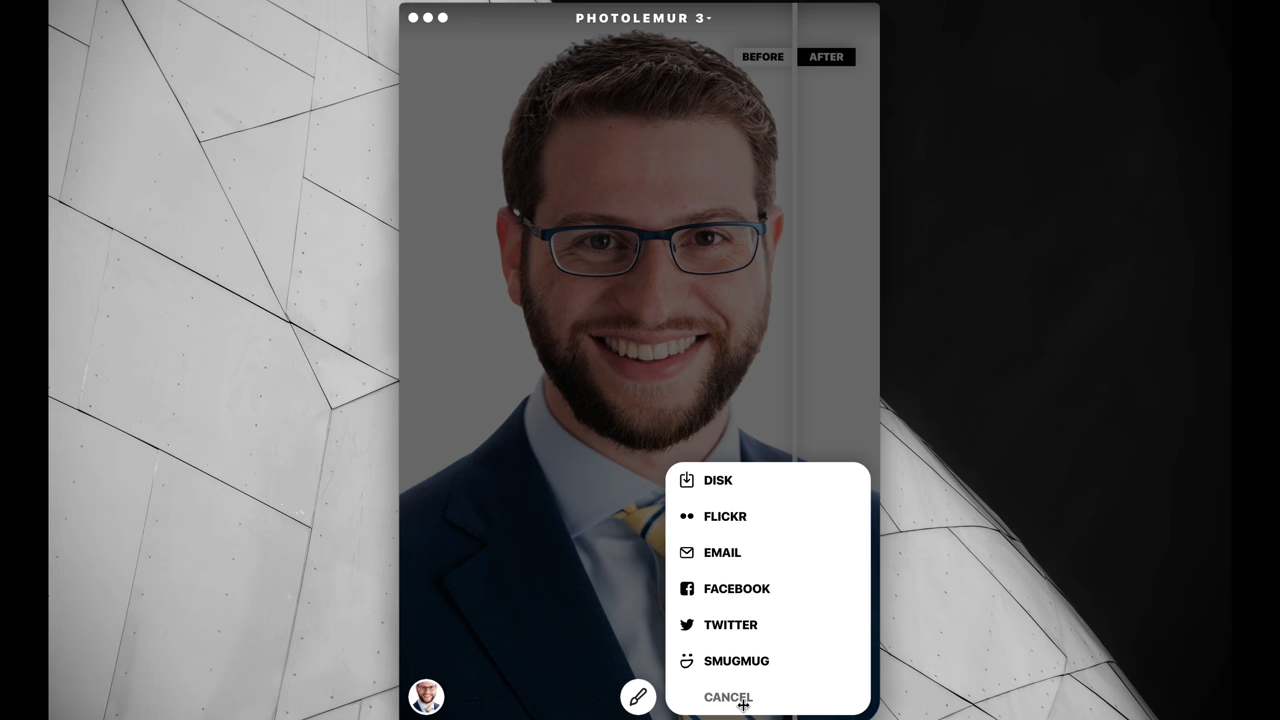 PHOTOLEMUR 3
BEFORE AFTER
DISK
FLICKR
EMAIL
FACEBOOK
TWITTER
SMUGMUG
CANCEL